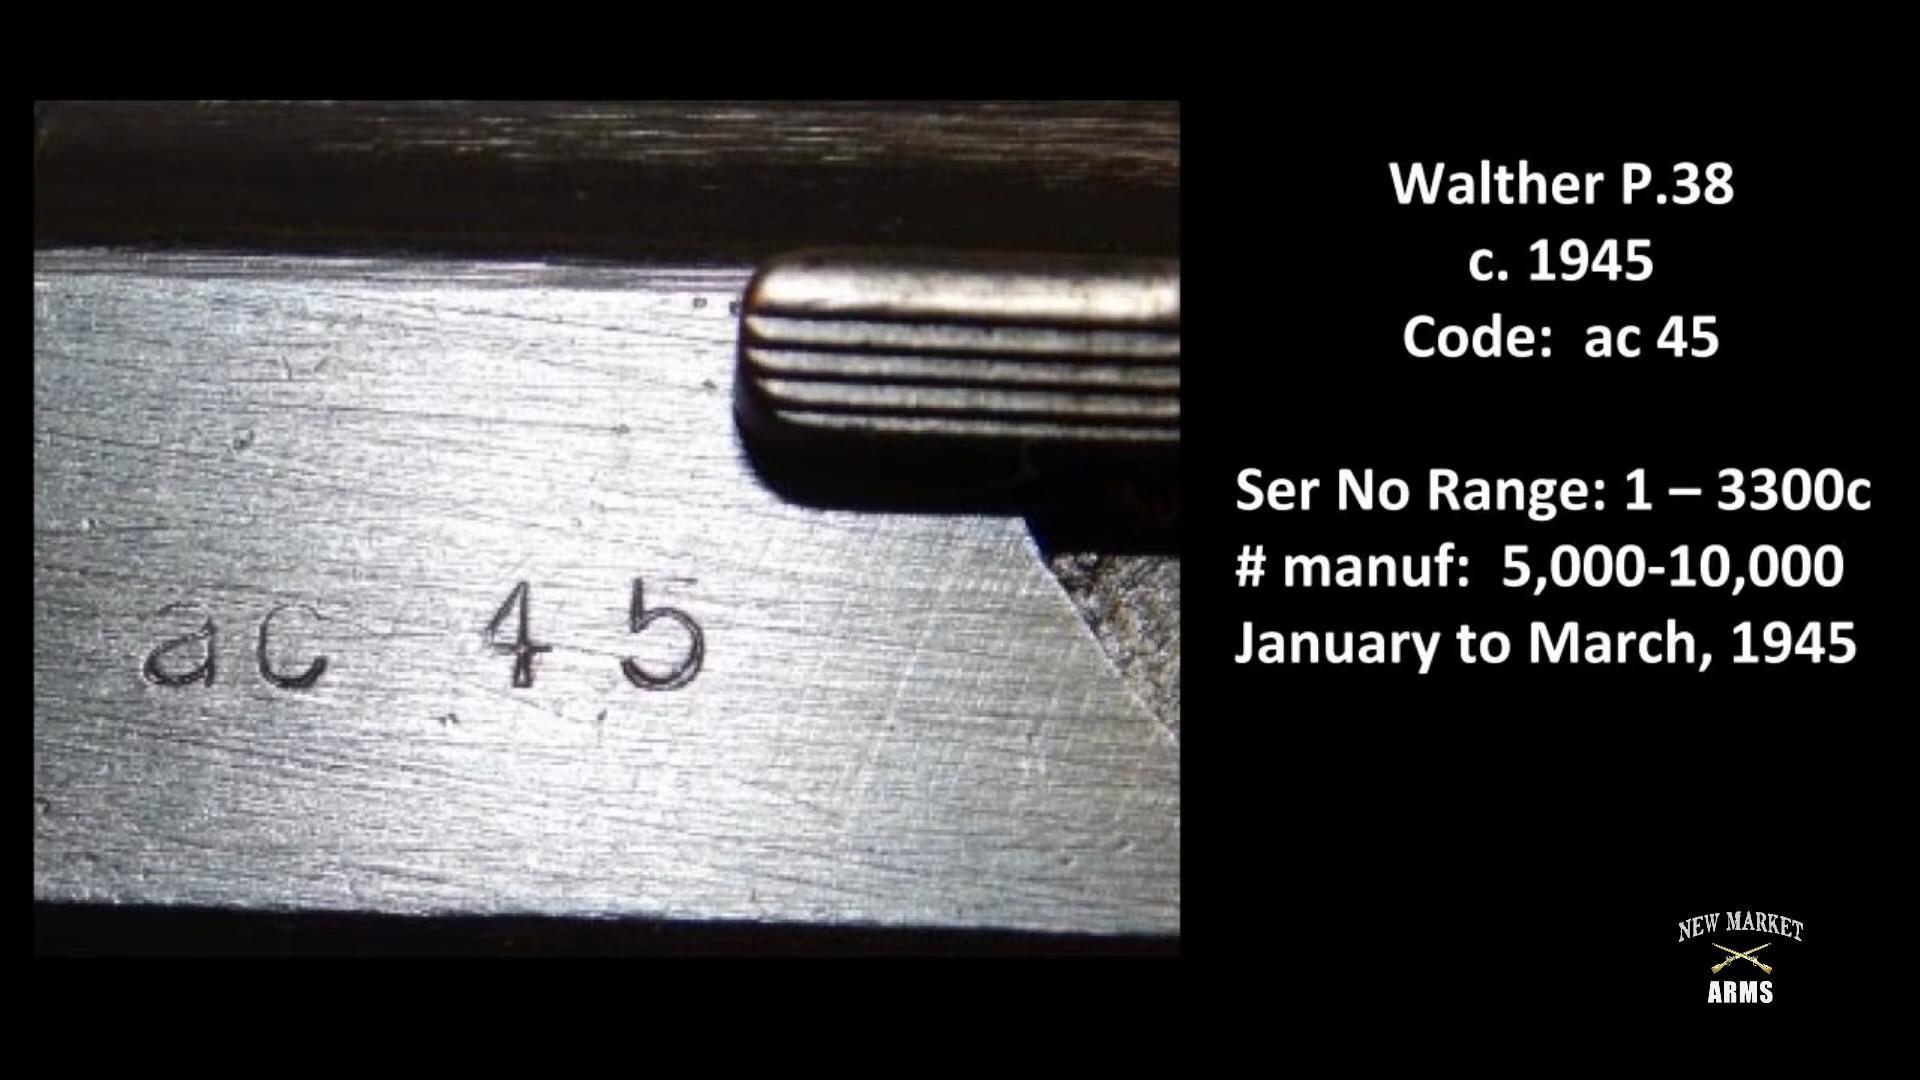 ac 45
Walther P.38
c. 1945
Code: ac 45
Ser No Range: 1 – 3300c
# manuf: 5,000-10,000
January to March, 1945
NEW MARKET
ARMS